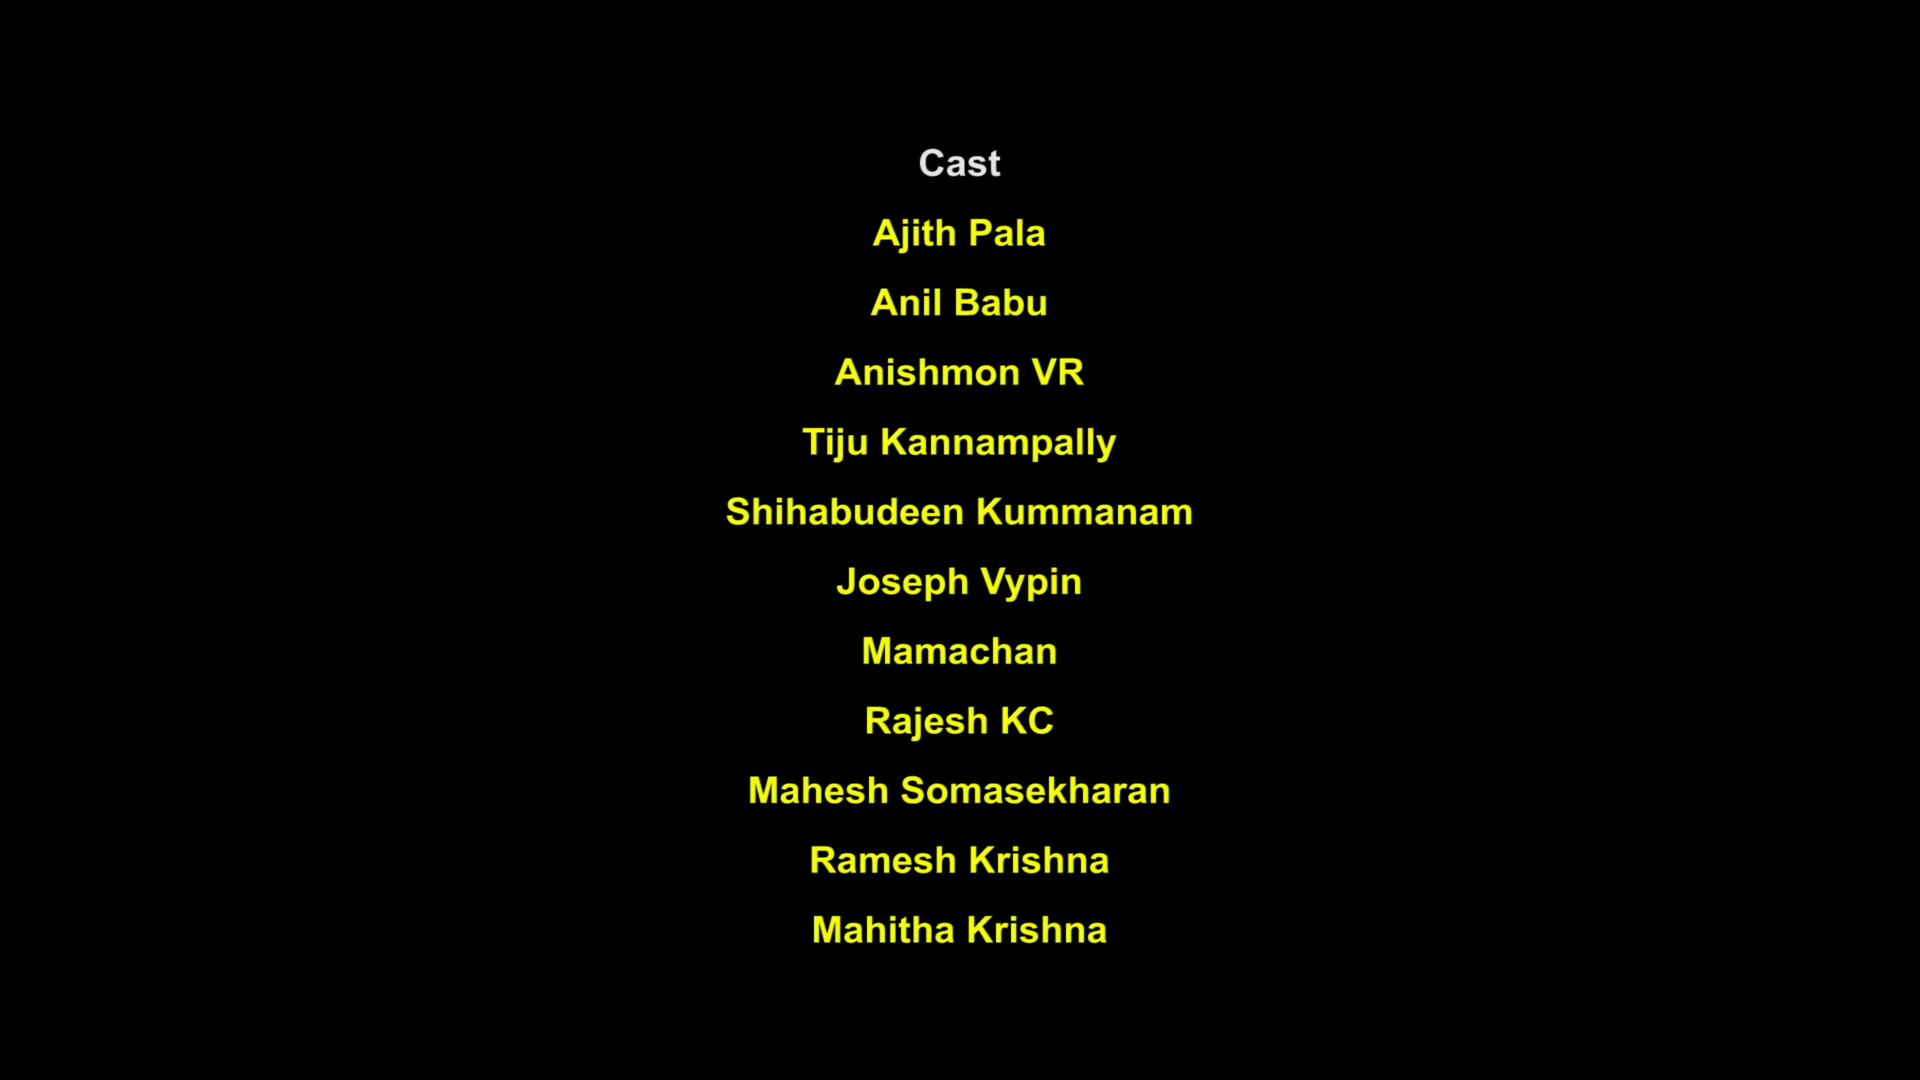 Cast
Ajith Pala
Anil Babu
Anishmon VR
Tiju Kannampally
Shihabudeen Kummanam
Joseph Vypin
Mamachan
Rajesh KC
Mahesh Somasekharan
Ramesh Krishna
Mahitha Krishna